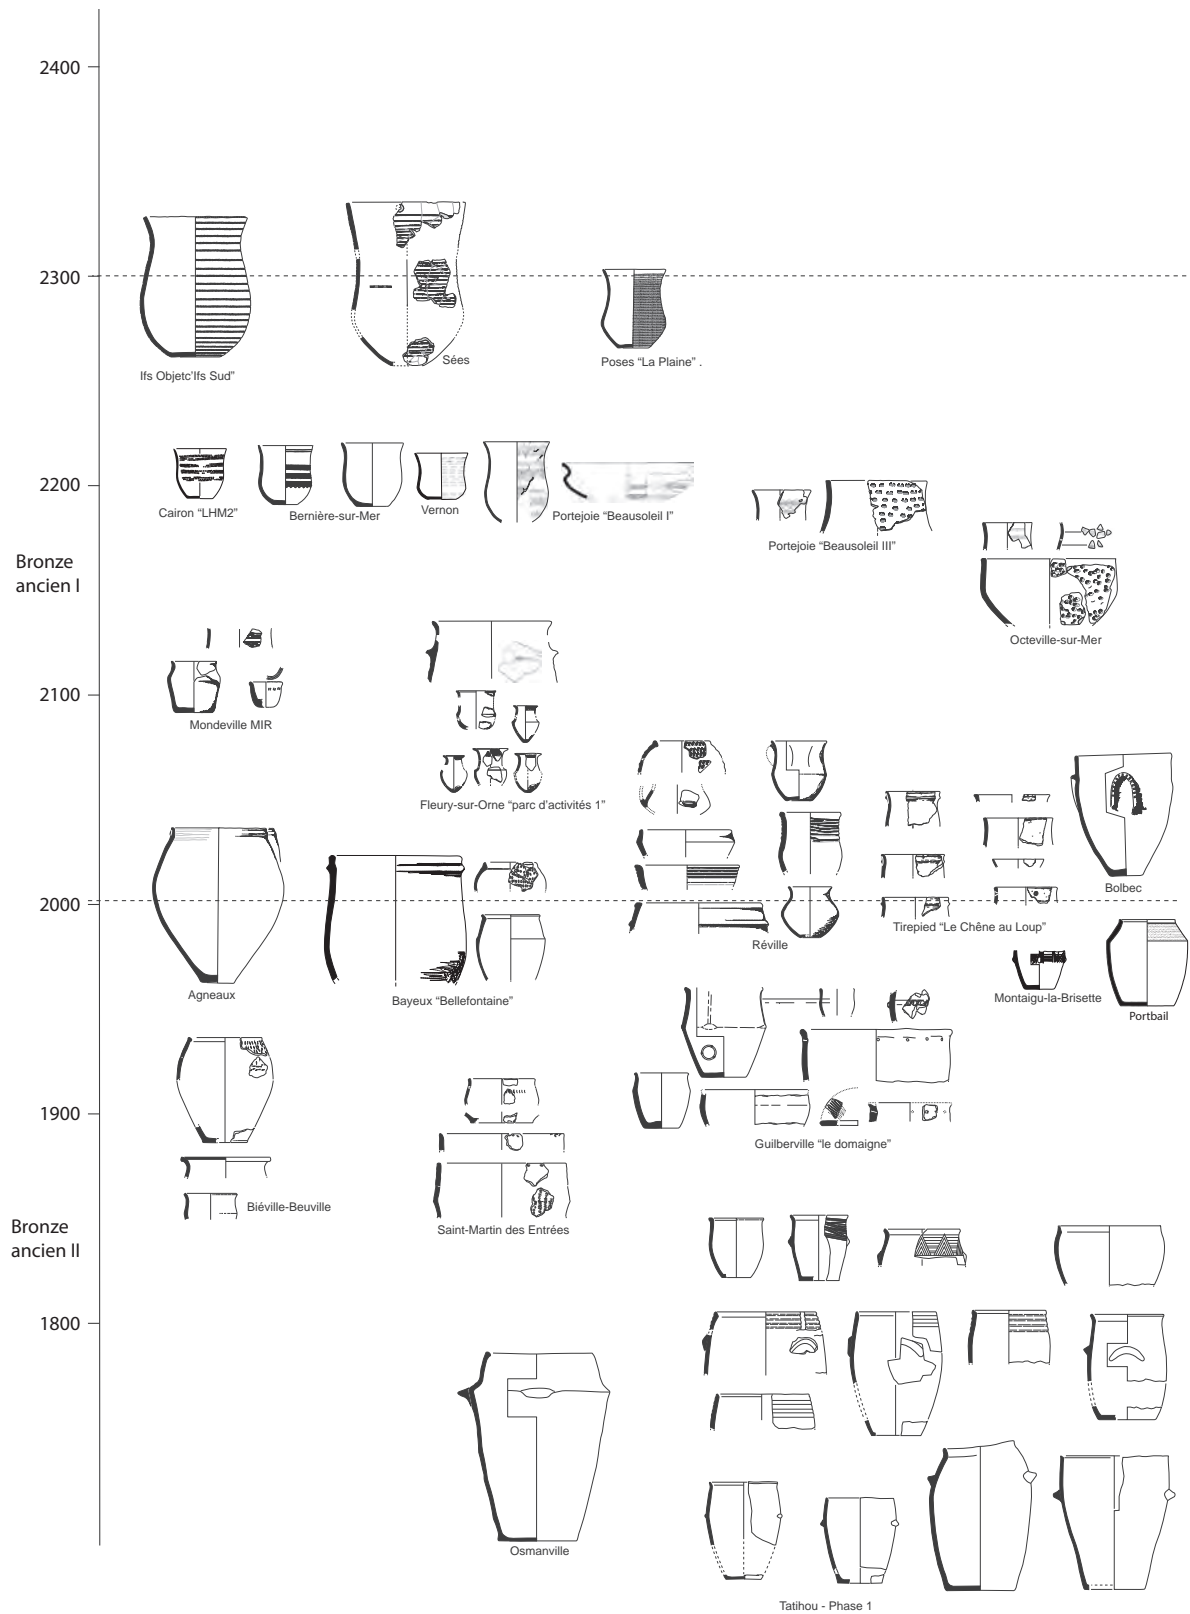 2400
2300
Ifs Objetc'Ifs Sud”
Sées
Poses “La Plaine” .
2200
Cairon “LHM2”
Bernière-sur-Mer
Vernon
Portejoie “Beausoleil I”
Portejoie “Beausoleil III”
Octeville-sur-Mer
Bronze
ancien I
2100
Mondeville MIR
Fleury-sur-Orne “parc d’activités 1”
Bolbec
2000
Réville
Tirepied “Le Chêne au Loup”
Agneaux
Bayeux “Bellefontaine”
Montaigu-la-Brisette
Portbail
1900
Guilberville “le domaigne”
Biéville-Beuville
Saint-Martin des Entrées
Bronze
ancien II
1800
Osmanville
Tatihou - Phase 1